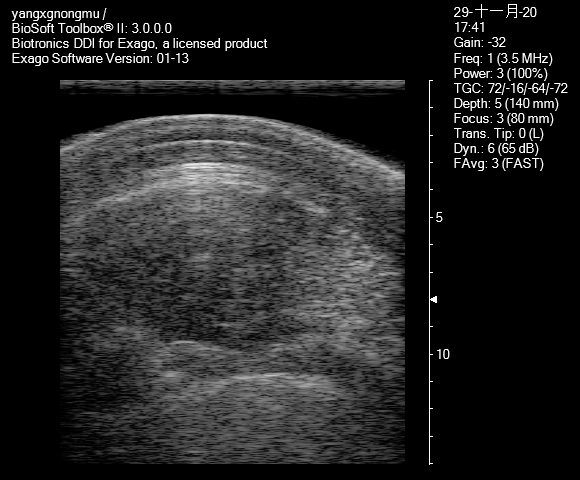 yangxgnongmu /
BioSoft Toolbox® II: 3.0.0.0
Biotronics DDI for Exago, a licensed product
Exago Software Version: 01-13
29-十一月-20
17:41
Gain: -32
Freq: 1 (3.5 MHz)
Power: 3 (100%)
TGC: 72/-16/-64/-72
Depth: 5 (140 mm)
Focus: 3 (80 mm)
Trans. Tip: 0 (L)
Dyn.: 6 (65 dB)
FAvg: 3 (FAST)
5
10